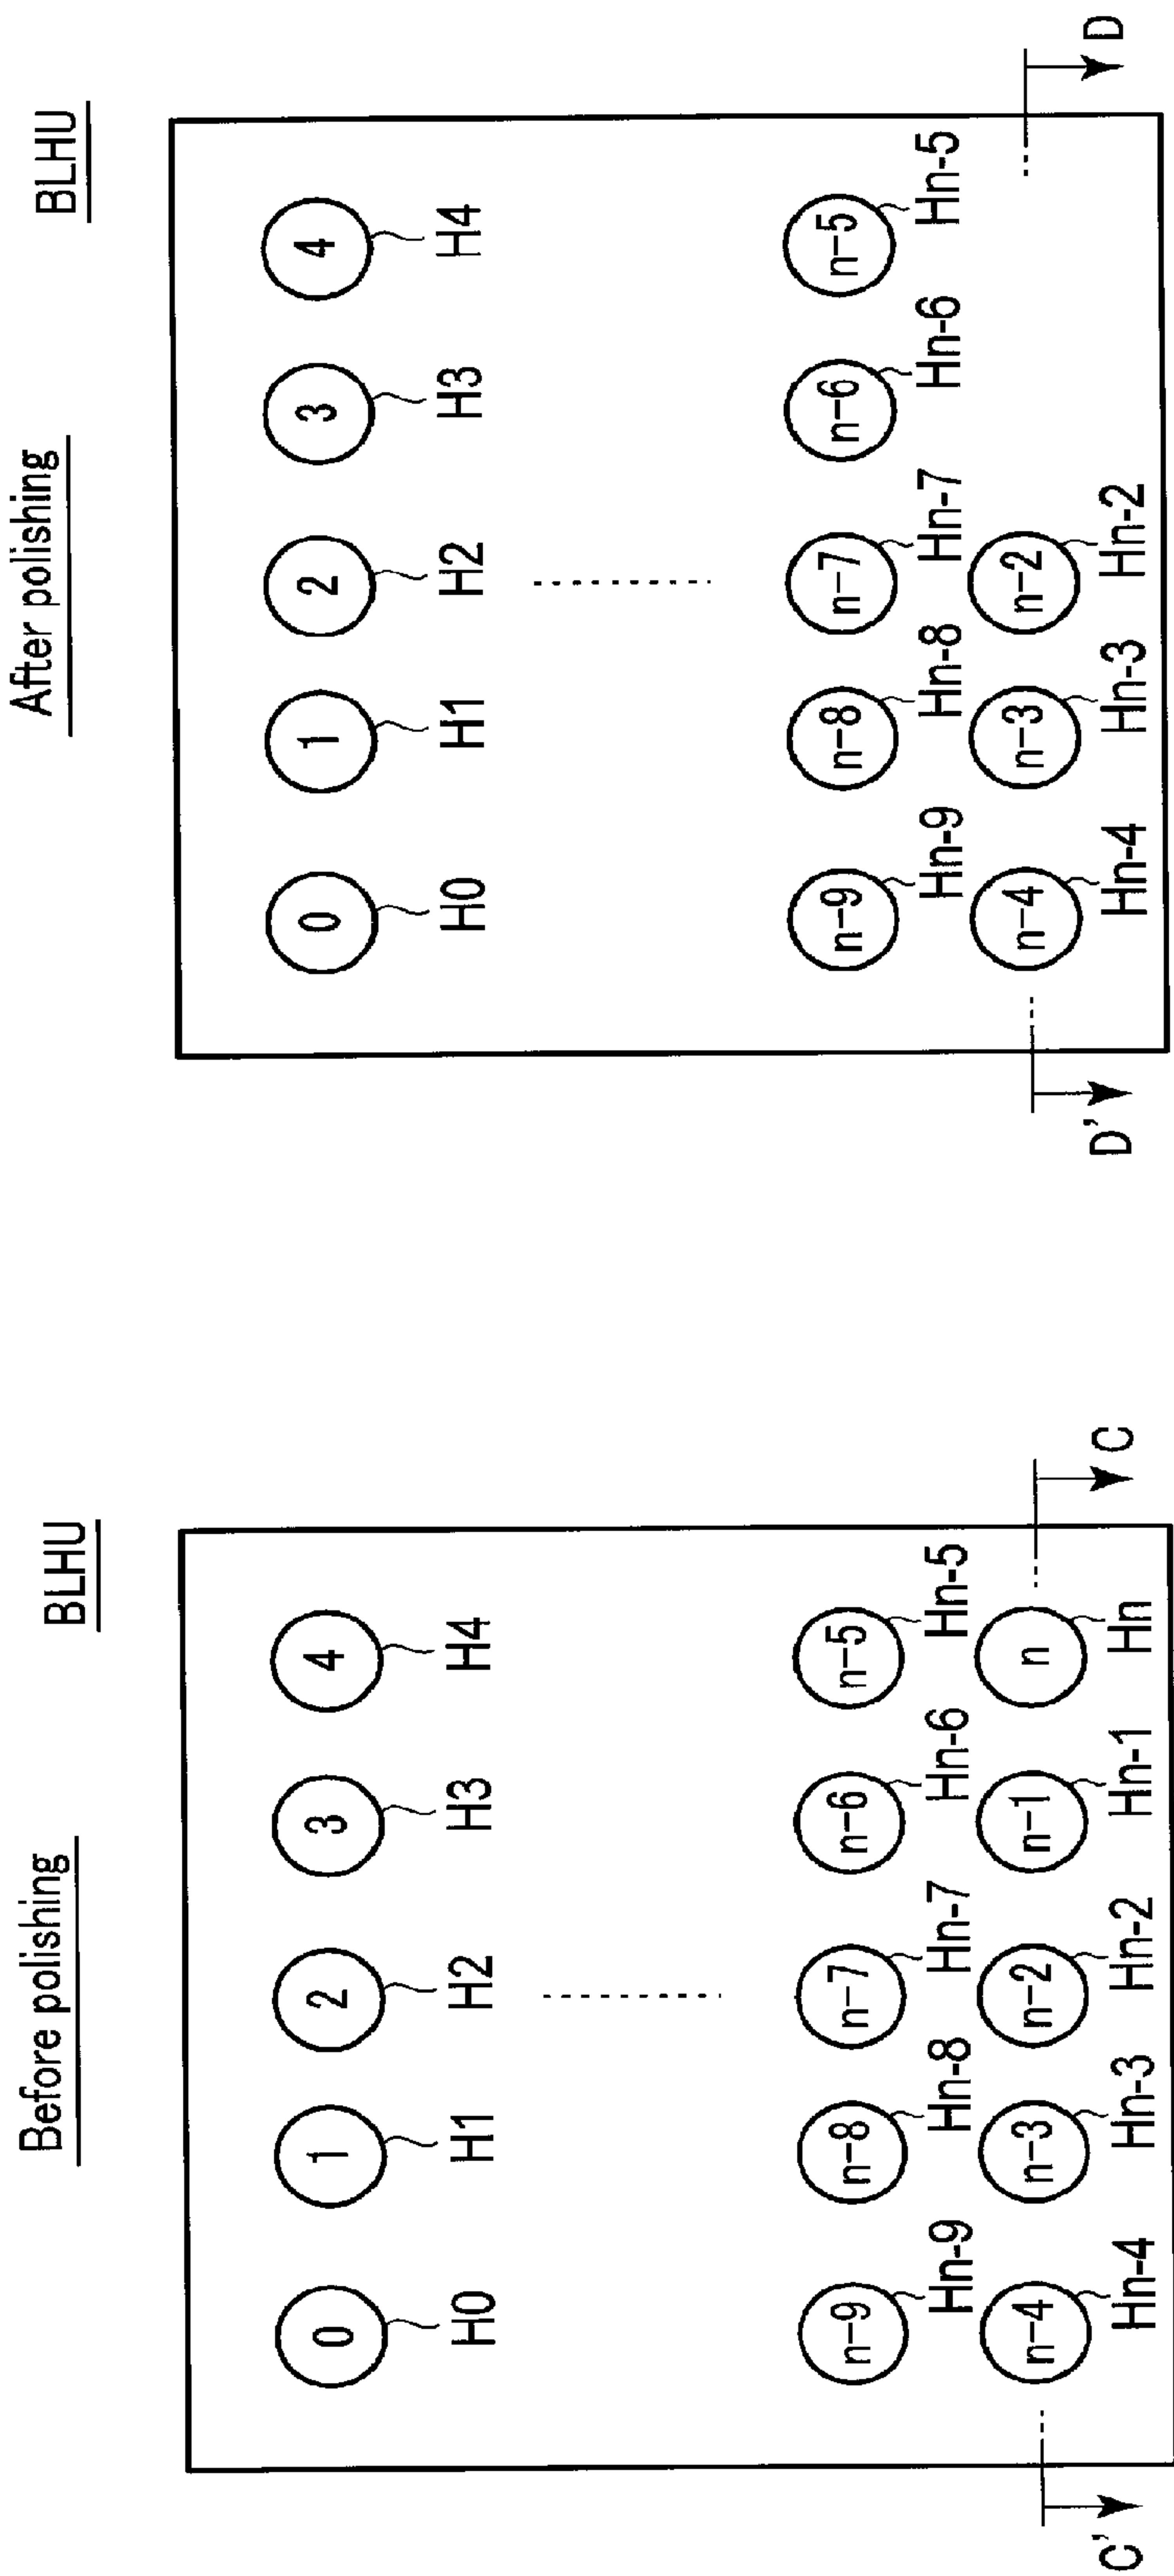 Before polishing
BLHU
0 1 2 3 4
H0 H1 H2 H3 H4
n-9 n-8 n-7 n-6 n-5
Hn-9 Hn-8 Hn-7 Hn-6 Hn-5
n-4 n-3 n-2 n-1 n
Hn-4 Hn-3 Hn-2 Hn-1 Hn
C' C
After polishing
BLHU
0 1 2 3 4
H0 H1 H2 H3 H4
n-9 n-8 n-7 n-6 n-5
Hn-9 Hn-8 Hn-7 Hn-6 Hn-5
n-4 n-3 n-2
Hn-4 Hn-3 Hn-2
D' D